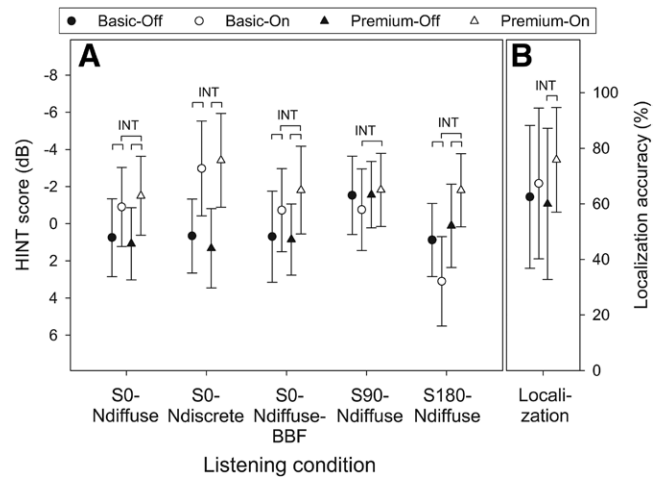 Basic-Off Basic-On Premium-Off Premium-On
A
B
HINT score (dB)
-8
-6
-4
-2
0
2
4
6
INT
INT
INT
INT
INT
INT
100
80
60
40
20
0
Localization accuracy (%)
S0-
Ndiffuse
S0-
Ndiscrete
S0-
Ndiffuse-
BBF
S90-
Ndiffuse
S180-
Ndiffuse
Locali-
zation
Listening condition